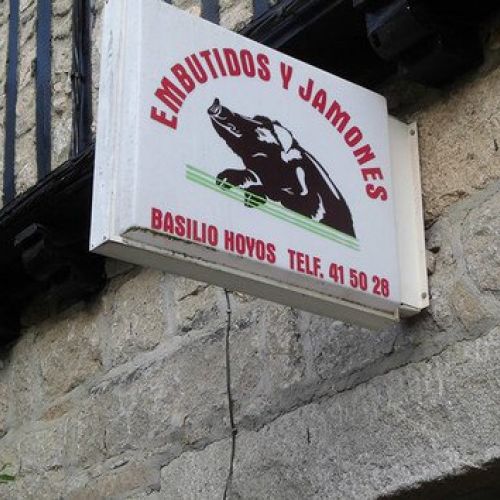 EMBUTIDOS Y JAMONES
BASILIO HOYOS TELF. 41 50 28